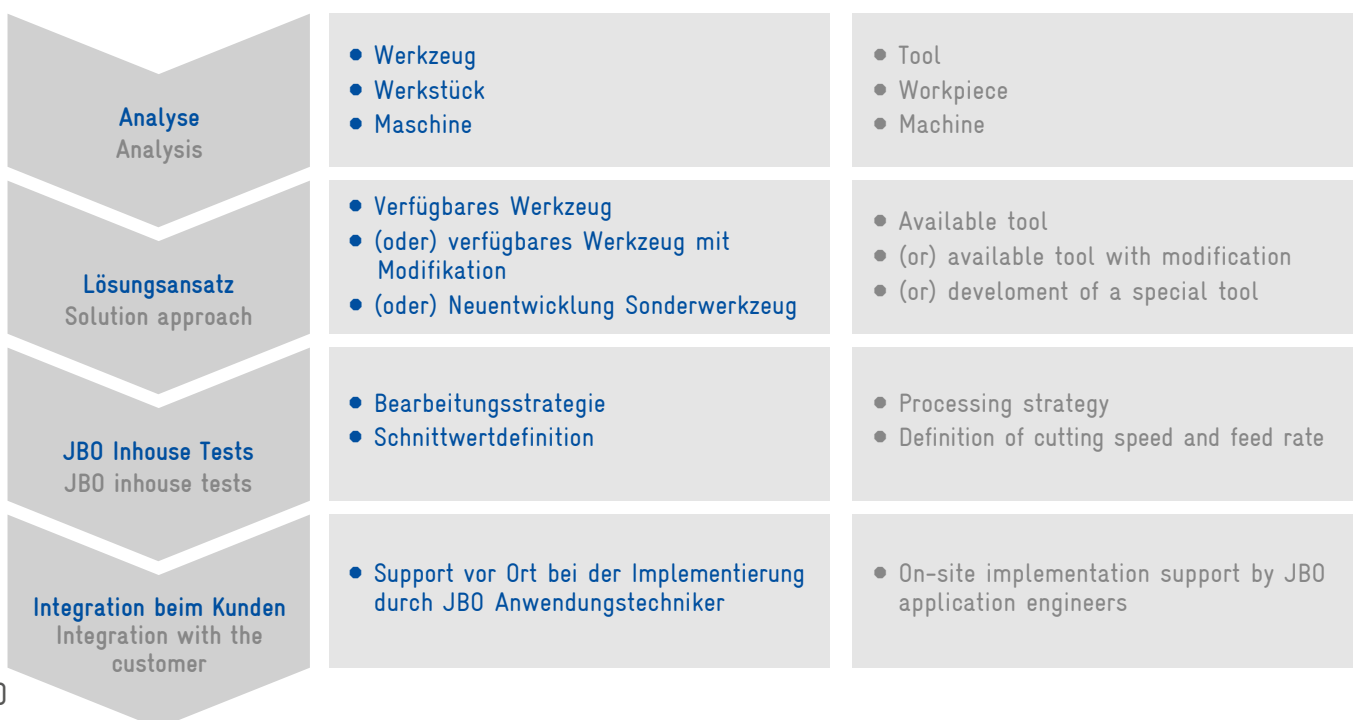 Analyse
Analysis
• Werkzeug
• Werkstück
• Maschine
• Tool
• Workpiece
• Machine
Lösungsansatz
Solution approach
• Verfügbares Werkzeug
• (oder) verfügbares Werkzeug mit
Modifikation
• (oder) Neuentwicklung Sonderwerkzeug
• Available tool
• (or) available tool with modification
• (or) develoment of a special tool
JBO Inhouse Tests
JBO inhouse tests
• Bearbeitungsstrategie
• Schnittwertdefinition
• Processing strategy
• Definition of cutting speed and feed rate
Integration beim Kunden
Integration with the
customer
• Support vor Ort bei der Implementierung
durch JBO Anwendungstechniker
• On-site implementation support by JBO
application engineers